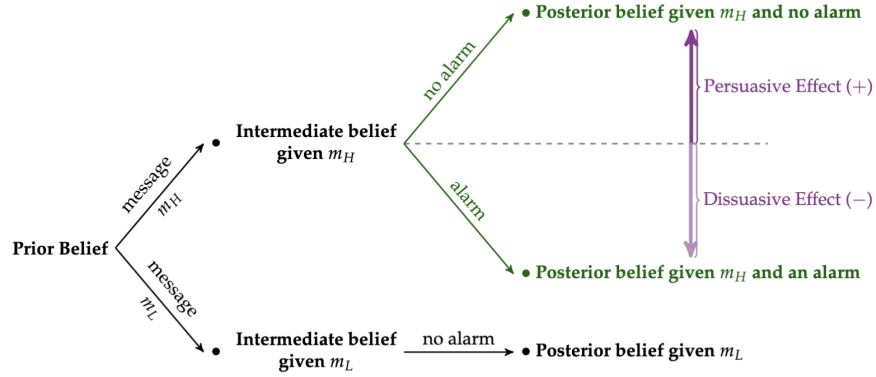 Posterior belief given m_H and no alarm
no alarm
Persuasive Effect (+)
Intermediate belief
given m_H
message
m_H
alarm
Dissuasive Effect (−)
Prior Belief
message
m_L
Posterior belief given m_H and an alarm
Intermediate belief
given m_L
no alarm
Posterior belief given m_L